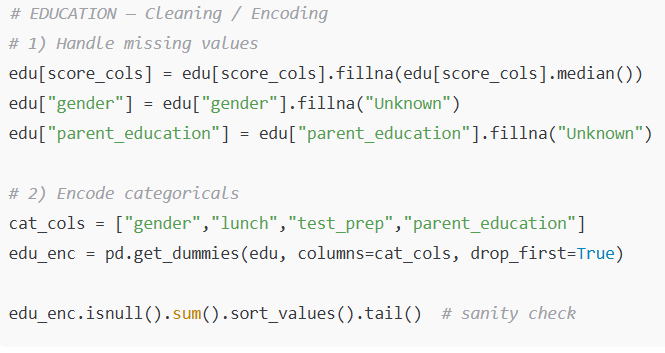 # EDUCATION — Cleaning / Encoding
# 1) Handle missing values
edu[score_cols] = edu[score_cols].fillna(edu[score_cols].median())
edu["gender"] = edu["gender"].fillna("Unknown")
edu["parent_education"] = edu["parent_education"].fillna("Unknown")
# 2) Encode categoricals
cat_cols = ["gender","lunch","test_prep","parent_education"]
edu_enc = pd.get_dummies(edu, columns=cat_cols, drop_first=True)
edu_enc.isnull().sum().sort_values().tail()  # sanity check